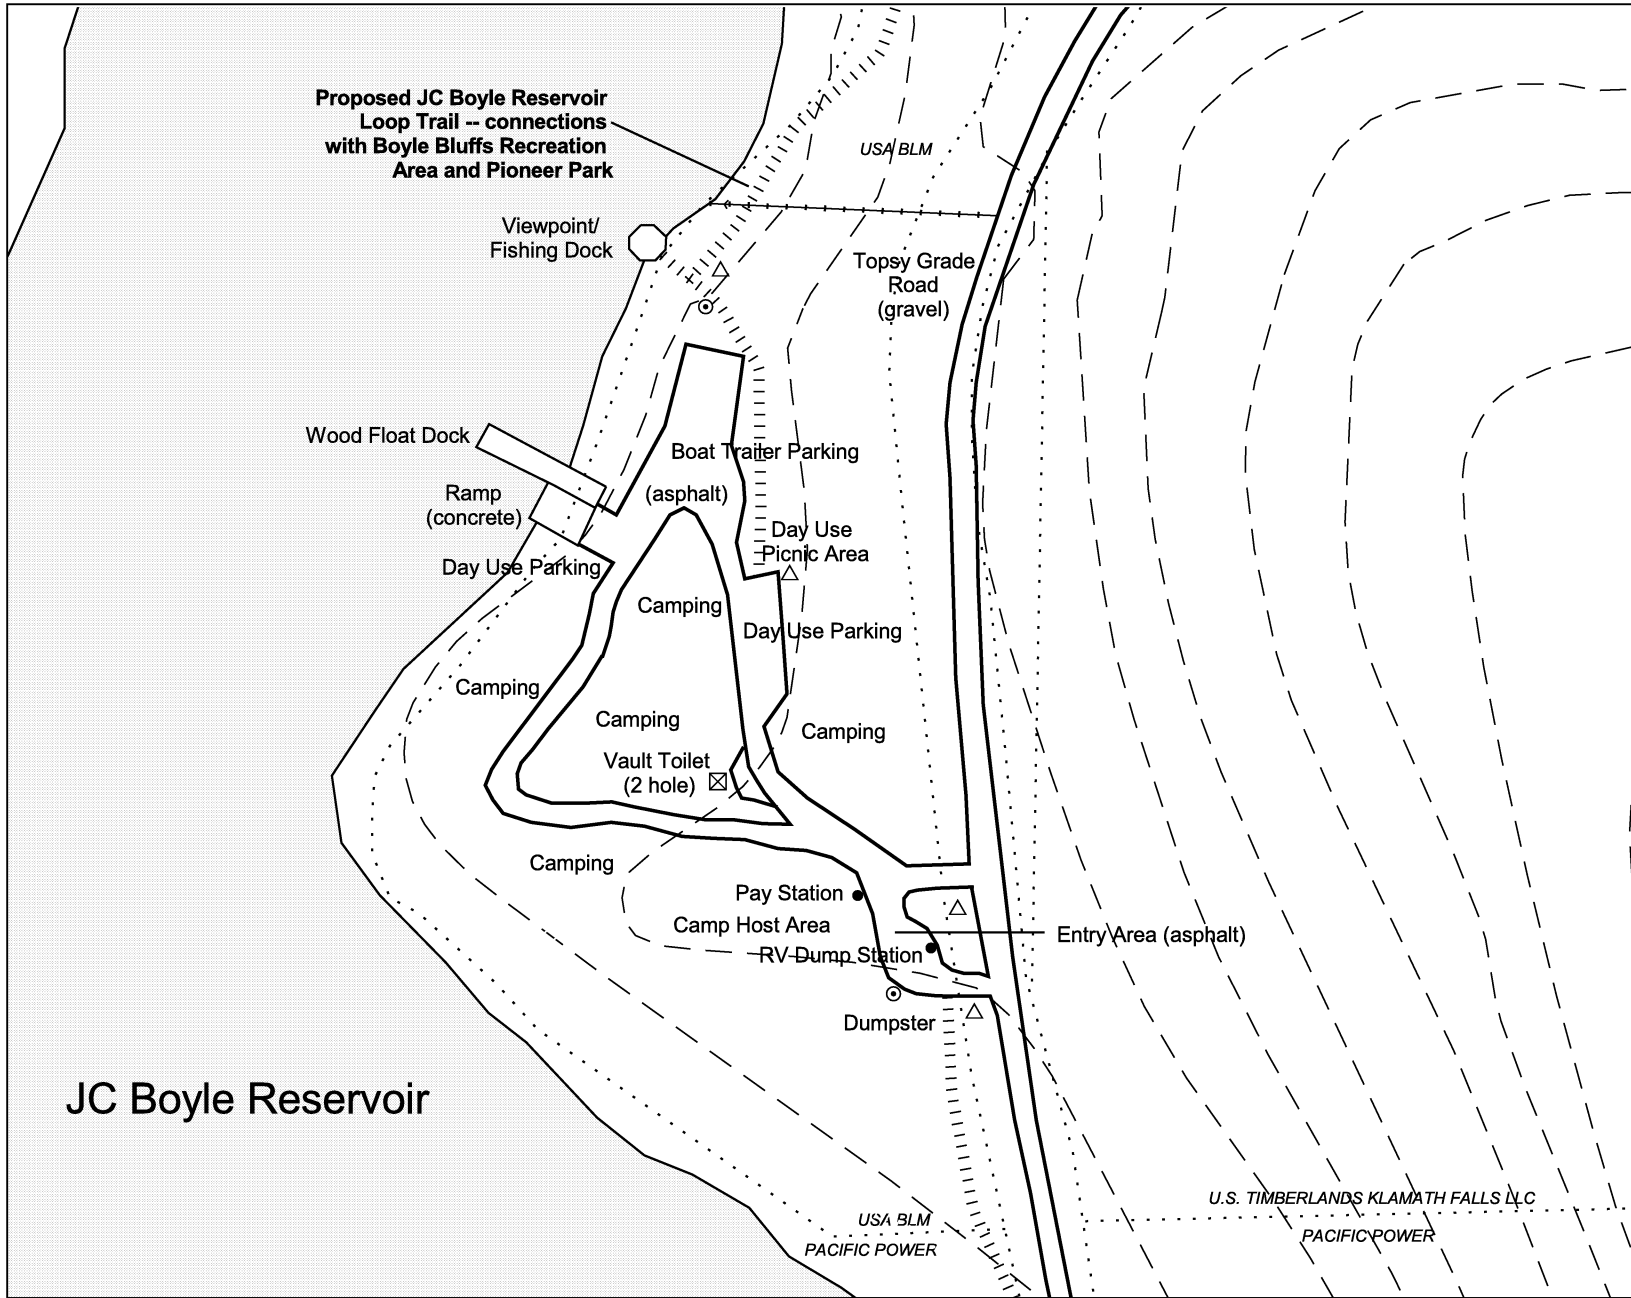 Proposed JC Boyle Reservoir
Loop Trail -- connections
with Boyle Bluffs Recreation
Area and Pioneer Park
USA BLM
Viewpoint/
Fishing Dock
Topsy Grade
Road
(gravel)
Wood Float Dock
Boat Trailer Parking
(asphalt)
Ramp
(concrete)
Day Use
Picnic Area
Day Use Parking
Camping
Day Use Parking
Camping
Camping
Camping
Vault Toilet
(2 hole)
Camping
Pay Station
Camp Host Area
RV Dump Station
Entry Area (asphalt)
Dumpster
JC Boyle Reservoir
USA BLM
PACIFIC POWER
U.S. TIMBERLANDS KLAMATH FALLS LLC
PACIFIC POWER